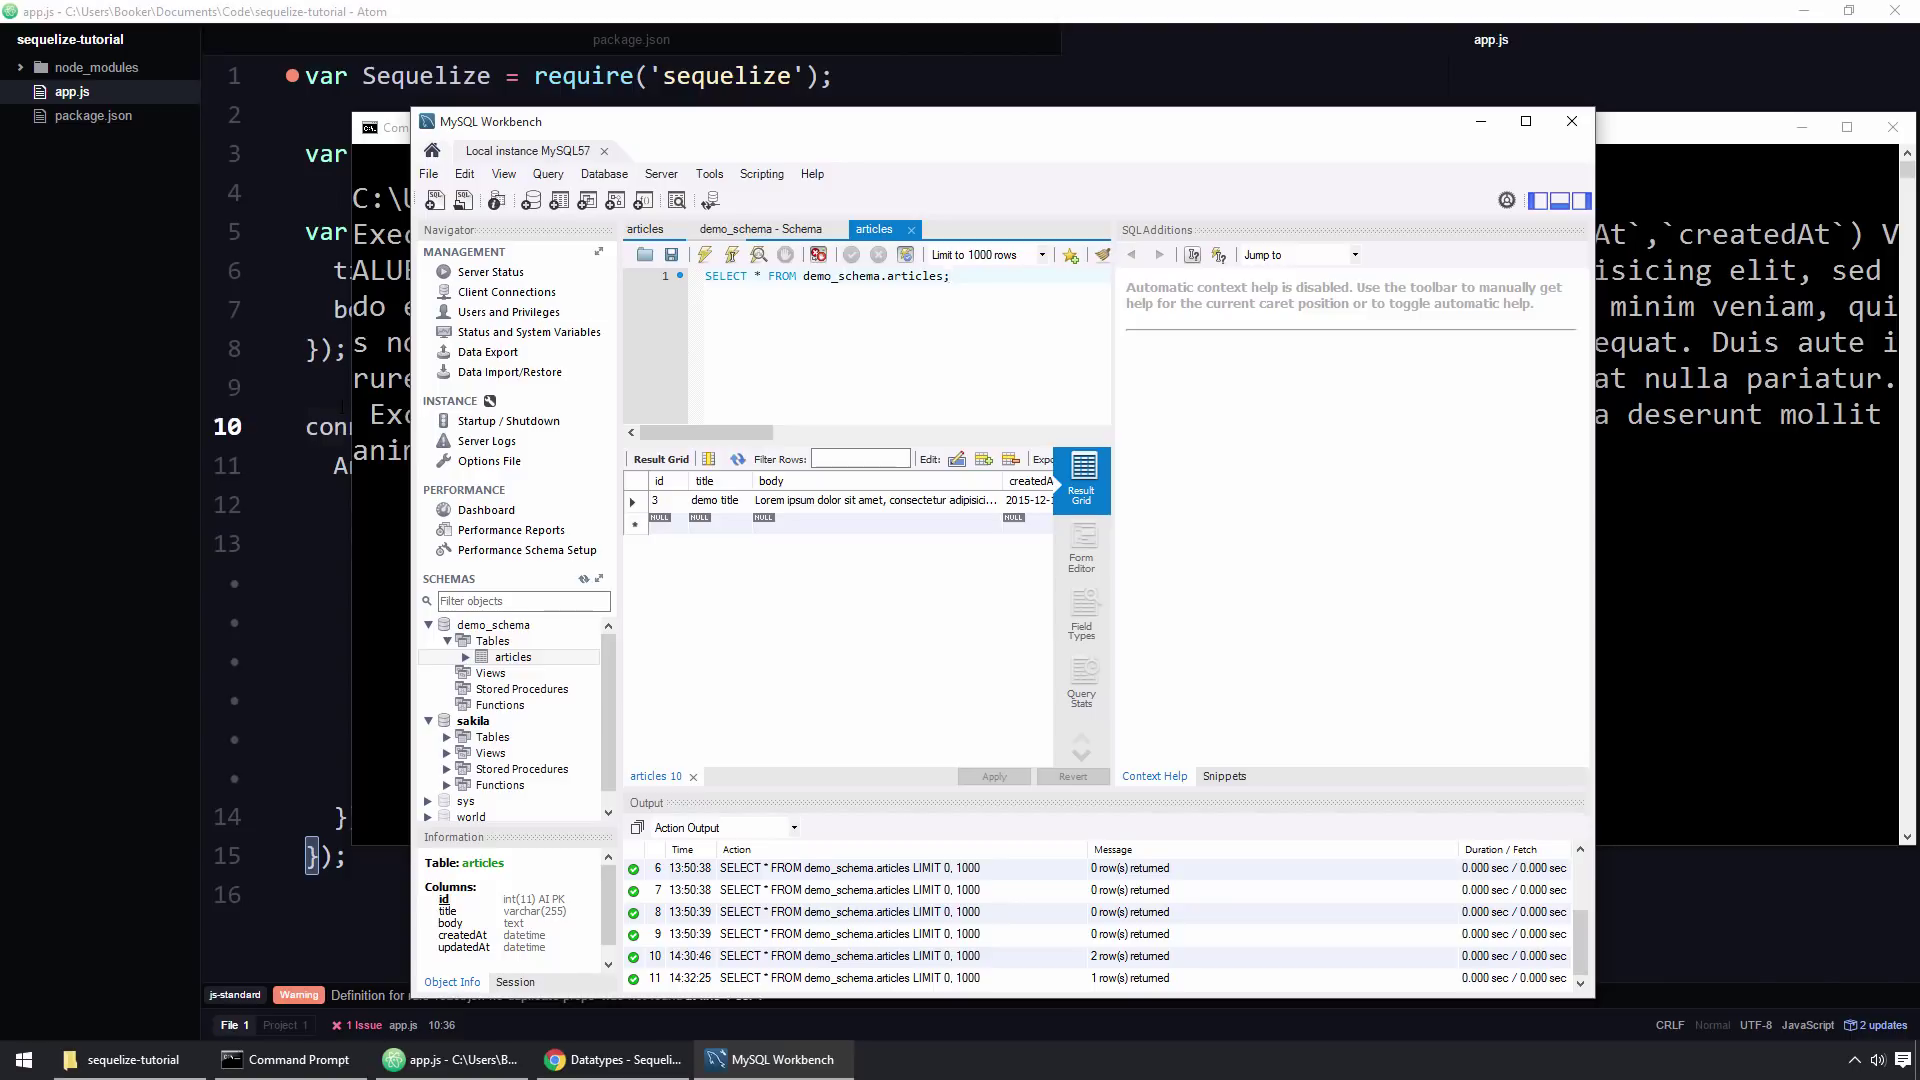 app.js - C:\Users\Booker\Documents\Code\sequelize-tutorial - Atom
sequelize-tutorial
node_modules
app.js
package.json
package.json
app.js
1 var Sequelize = require('sequelize');
2
3 var
4
5 var
6 t
7 b
8 });
9
10 con
11 A
12
13
14 }
15 });
16
C:\U
Exec
ALUE
do e
s no
rure
Exc
anim
At`,`createdAt`) V
isicing elit, sed
minim veniam, qui
equat. Duis aute i
at nulla pariatur.
a deserunt mollit
MySQL Workbench
Local instance MySQL57
File Edit View Query Database Server Tools Scripting Help
Navigator
MANAGEMENT
Server Status
Client Connections
Users and Privileges
Status and System Variables
Data Export
Data Import/Restore
INSTANCE
Startup / Shutdown
Server Logs
Options File
PERFORMANCE
Dashboard
Performance Reports
Performance Schema Setup
SCHEMAS
Filter objects
demo_schema
Tables
articles
Views
Stored Procedures
Functions
sakila
Tables
Views
Stored Procedures
Functions
sys
world
Information
Table: articles
Columns:
id int(11) AI PK
title varchar(255)
body text
createdAt datetime
updatedAt datetime
Object Info Session
articles demo_schema - Schema articles
Limit to 1000 rows
1 SELECT * FROM demo_schema.articles;
Result Grid Filter Rows: Edit: Expo
id title body createdA
3 demo title Lorem ipsum dolor sit amet, consectetur adipisici... 2015-12-1
NULL NULL NULL NULL
Result
Grid
Form
Editor
Field
Types
Query
Stats
articles 10 Apply Revert
SQLAdditions
Jump to
Automatic context help is disabled. Use the toolbar to manually get
help for the current caret position or to toggle automatic help.
Context Help Snippets
Output
Action Output
Time Action Message Duration / Fetch
6 13:50:38 SELECT * FROM demo_schema.articles LIMIT 0, 1000 0 row(s) returned 0.000 sec / 0.000 sec
7 13:50:38 SELECT * FROM demo_schema.articles LIMIT 0, 1000 0 row(s) returned 0.000 sec / 0.000 sec
8 13:50:39 SELECT * FROM demo_schema.articles LIMIT 0, 1000 0 row(s) returned 0.000 sec / 0.000 sec
9 13:50:39 SELECT * FROM demo_schema.articles LIMIT 0, 1000 0 row(s) returned 0.000 sec / 0.000 sec
10 14:30:46 SELECT * FROM demo_schema.articles LIMIT 0, 1000 2 row(s) returned 0.000 sec / 0.000 sec
11 14:32:25 SELECT * FROM demo_schema.articles LIMIT 0, 1000 1 row(s) returned 0.000 sec / 0.000 sec
js-standard Warning Definition for
File 1 Project 1 1 Issue app.js 10:36
CRLF Normal UTF-8 JavaScript 2 updates
sequelize-tutorial Command Prompt app.js - C:\Users\B... Datatypes - Sequeli... MySQL Workbench